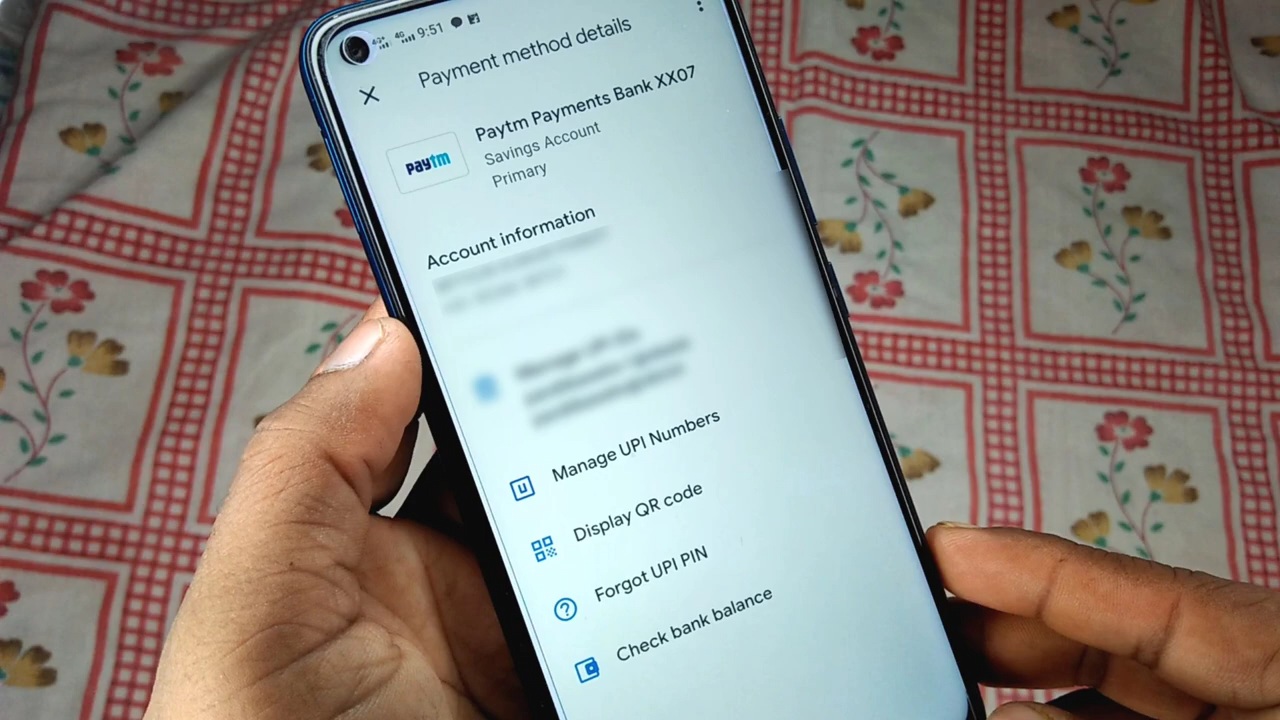 9:51
Payment method details
Paytm Payments Bank XX07
Paytm
Savings Account
Primary
Account information
Manage UPI Numbers
Display QR code
Forgot UPI PIN
Check bank balance